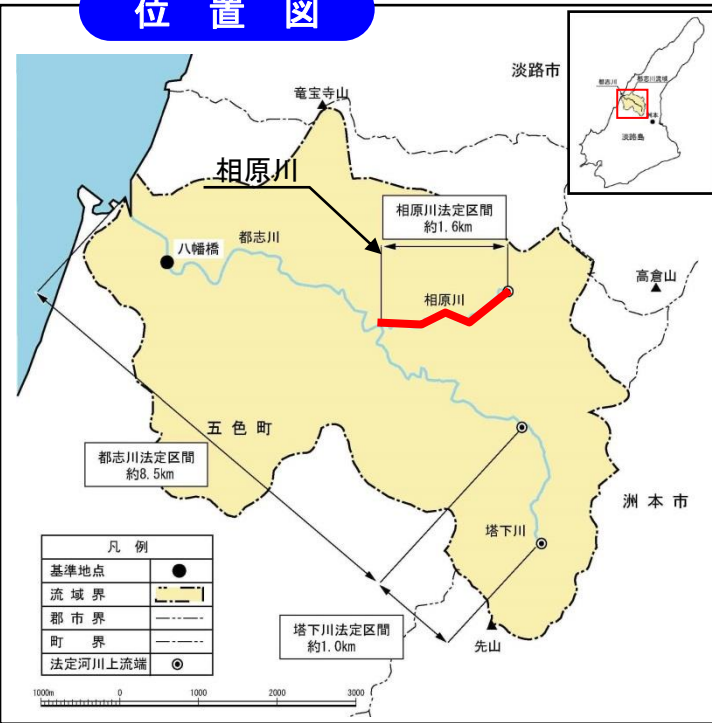 位 置 図
淡路市
都志川
都志川流域
洲本
淡路島
竜宝寺山
相原川
相原川法定区間
約1.6km
都志川
八幡橋
高倉山
相原川
五色町
都志川法定区間
約8.5km
洲本市
塔下川
凡 例
基準地点
流域界
郡市界
町 界
法定河川上流端
塔下川法定区間
約1.0km
先山
1000m 0 1000 2000 3000